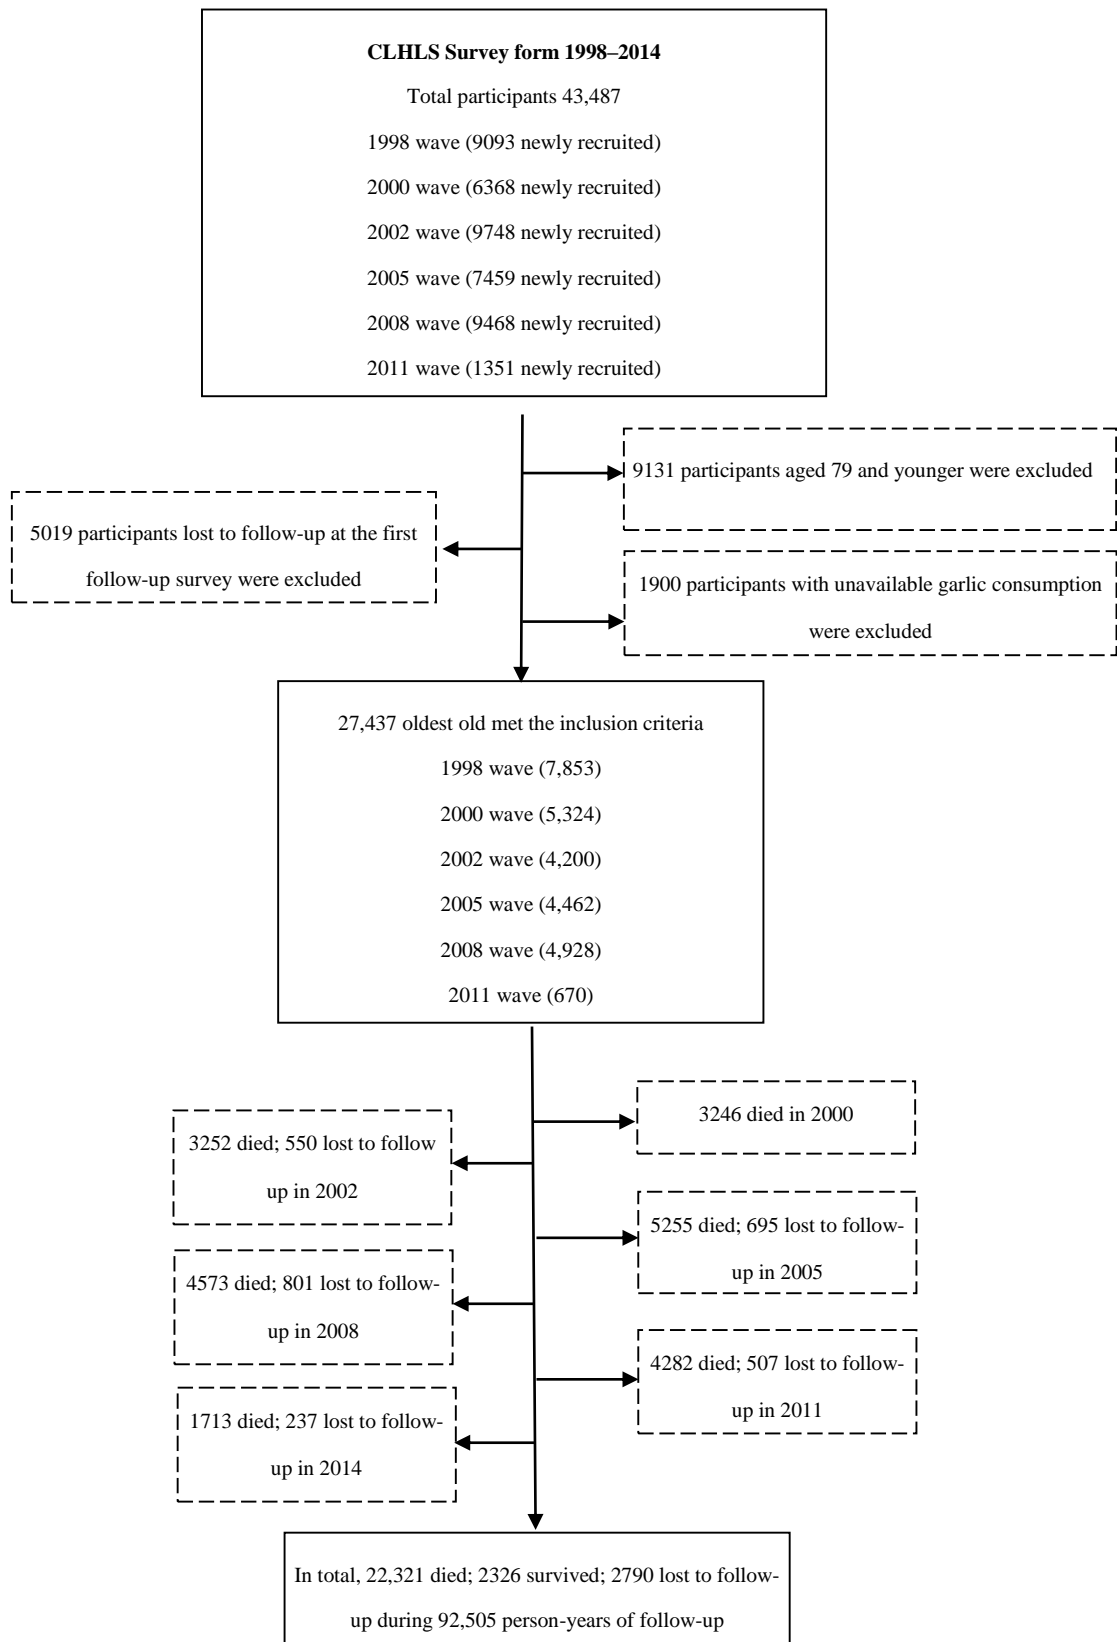 CLHLS Survey form 1998–2014
Total participants 43,487
1998 wave (9093 newly recruited)
2000 wave (6368 newly recruited)
2002 wave (9748 newly recruited)
2005 wave (7459 newly recruited)
2008 wave (9468 newly recruited)
2011 wave (1351 newly recruited)
9131 participants aged 79 and younger were excluded
5019 participants lost to follow-up at the first
follow-up survey were excluded
1900 participants with unavailable garlic consumption
were excluded
27,437 oldest old met the inclusion criteria
1998 wave (7,853)
2000 wave (5,324)
2002 wave (4,200)
2005 wave (4,462)
2008 wave (4,928)
2011 wave (670)
3246 died in 2000
3252 died; 550 lost to follow
up in 2002
5255 died; 695 lost to follow-
up in 2005
4573 died; 801 lost to follow-
up in 2008
4282 died; 507 lost to follow-
up in 2011
1713 died; 237 lost to follow-
up in 2014
In total, 22,321 died; 2326 survived; 2790 lost to follow-
up during 92,505 person-years of follow-up